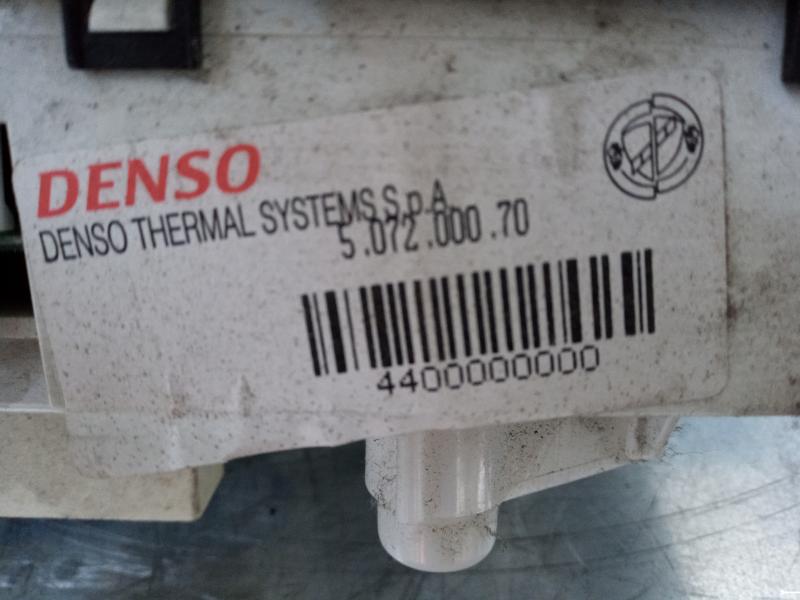 DENSO
DENSO THERMAL SYSTEMS S.p.A
5.072.000.70
4400000000